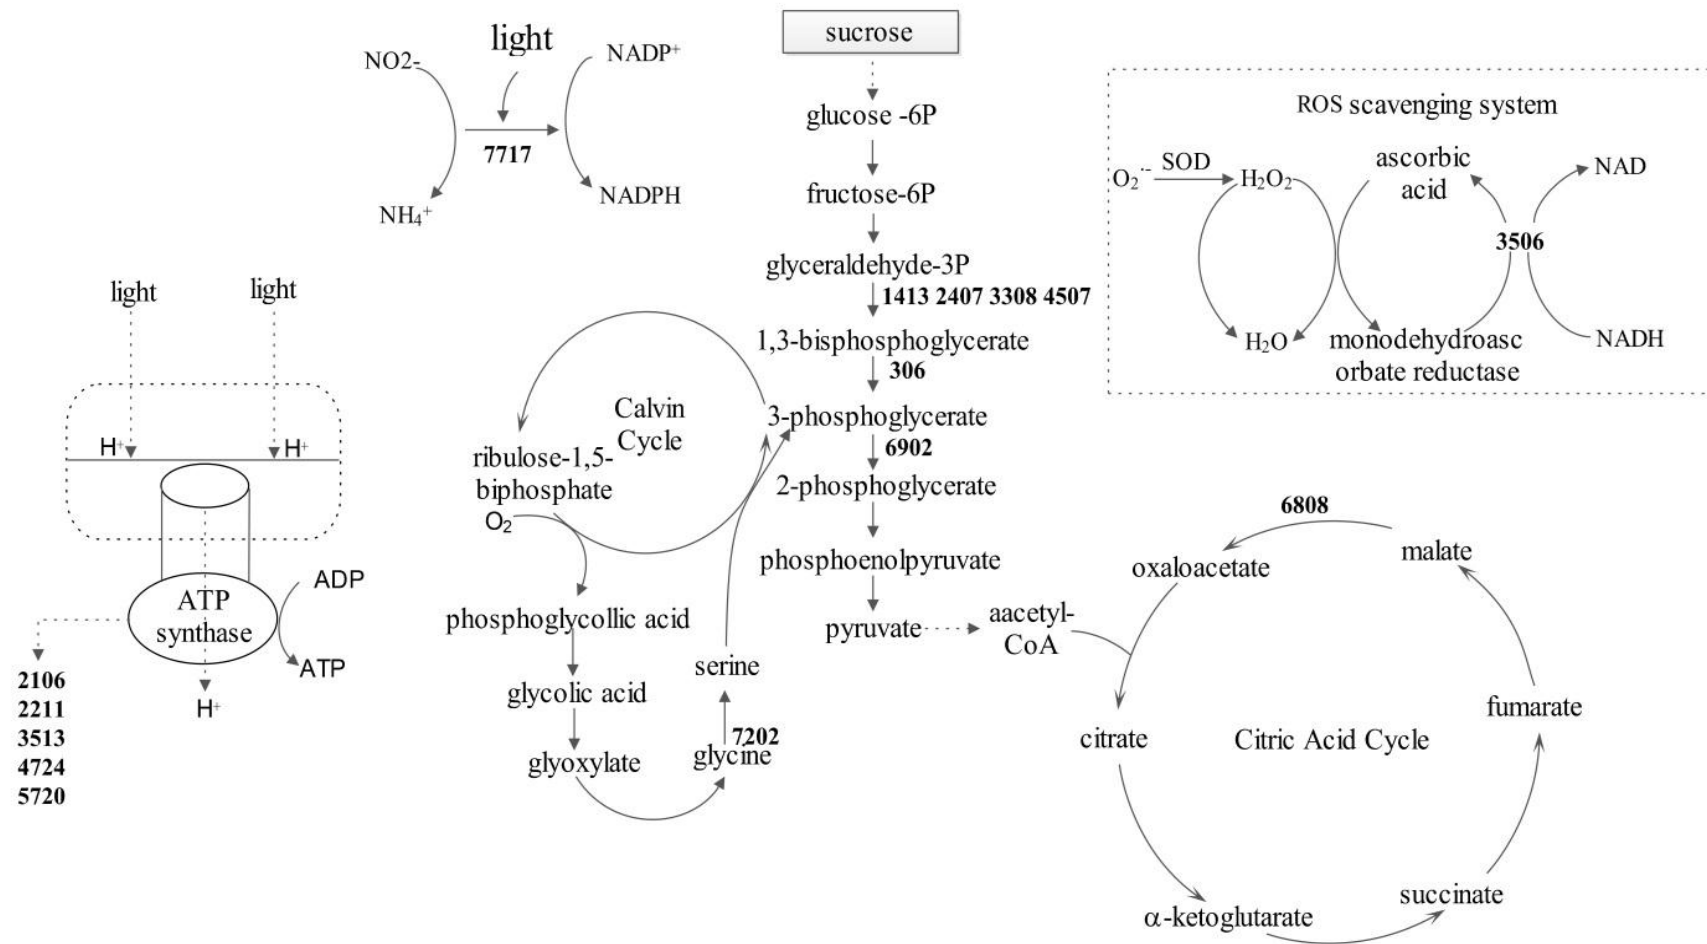 light
NO2-
NADP+
7717
NH₄⁺
NADPH
light
light
H+
H+
ATP
synthase
ADP
ATP
H+
2106
2211
3513
4724
5720
sucrose
glucose -6P
fructose-6P
glyceraldehyde-3P
1413 2407 3308 4507
1,3-bisphosphoglycerate
306
3-phosphoglycerate
6902
2-phosphoglycerate
phosphoenolpyruvate
pyruvate
Calvin
Cycle
ribulose-1,5-
biphosphate
O₂
phosphoglycollic acid
glycolic acid
glyoxylate
serine
7202
glycine
ROS scavenging system
O₂·-
SOD
H₂O₂
H₂O
ascorbic
acid
monodehydroasc
orbate reductase
3506
NAD
NADH
aacetyl-
CoA
6808
oxaloacetate
malate
citrate
Citric Acid Cycle
fumarate
α-ketoglutarate
succinate